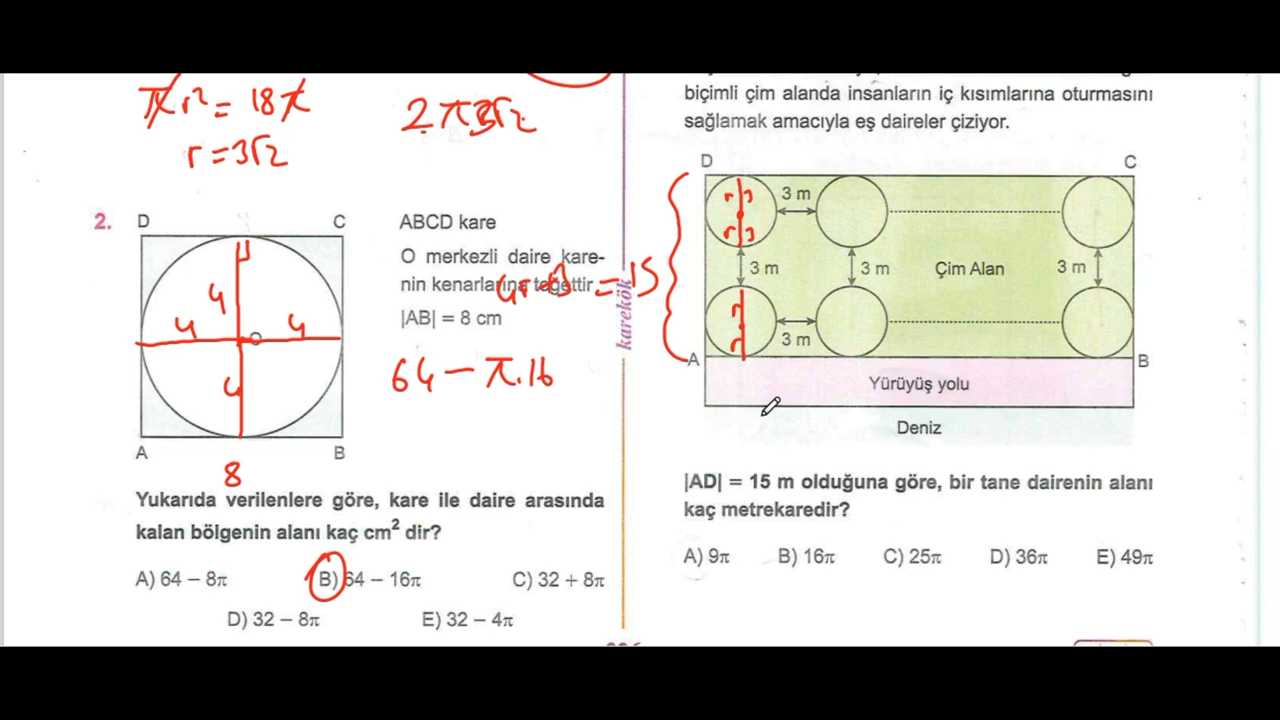 πr² = 18π
r = 3√2
2π3√2
2. D C
ABCD kare
O merkezli daire kare-
nin kenarlarına teğettir.
|AB| = 8 cm
4 4 4 4
O
64 − π.16
A B
8
Yukarıda verilenlere göre, kare ile daire arasında
kalan bölgenin alanı kaç cm² dir?
A) 64 − 8π B) 64 − 16π C) 32 + 8π
D) 32 − 8π E) 32 − 4π
karekök
biçimli çim alanda insanların iç kısımlarına oturmasını
sağlamak amacıyla eş daireler çiziyor.
D C
r 3 3 m
r 3
4r+3 = 15
3 m 3 m Çim Alan 3 m
r
r 3 m
A B
Yürüyüş yolu
Deniz
|AD| = 15 m olduğuna göre, bir tane dairenin alanı
kaç metrekaredir?
A) 9π B) 16π C) 25π D) 36π E) 49π